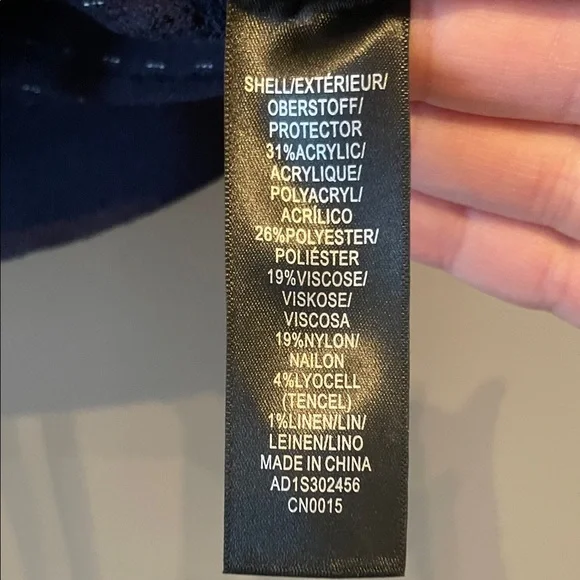 SHELL/EXTÉRIEUR/
OBERSTOFF/
PROTECTOR
31%ACRYLIC/
ACRYLIQUE/
POLYACRYL/
ACRÍLICO
26%POLYESTER/
POLIÉSTER
19%VISCOSE/
VISKOSE/
VISCOSA
19%NYLON/
NAILON
4%LYOCELL
(TENCEL)
1%LINEN/LIN/
LEINEN/LINO
MADE IN CHINA
AD1S302456
CN0015